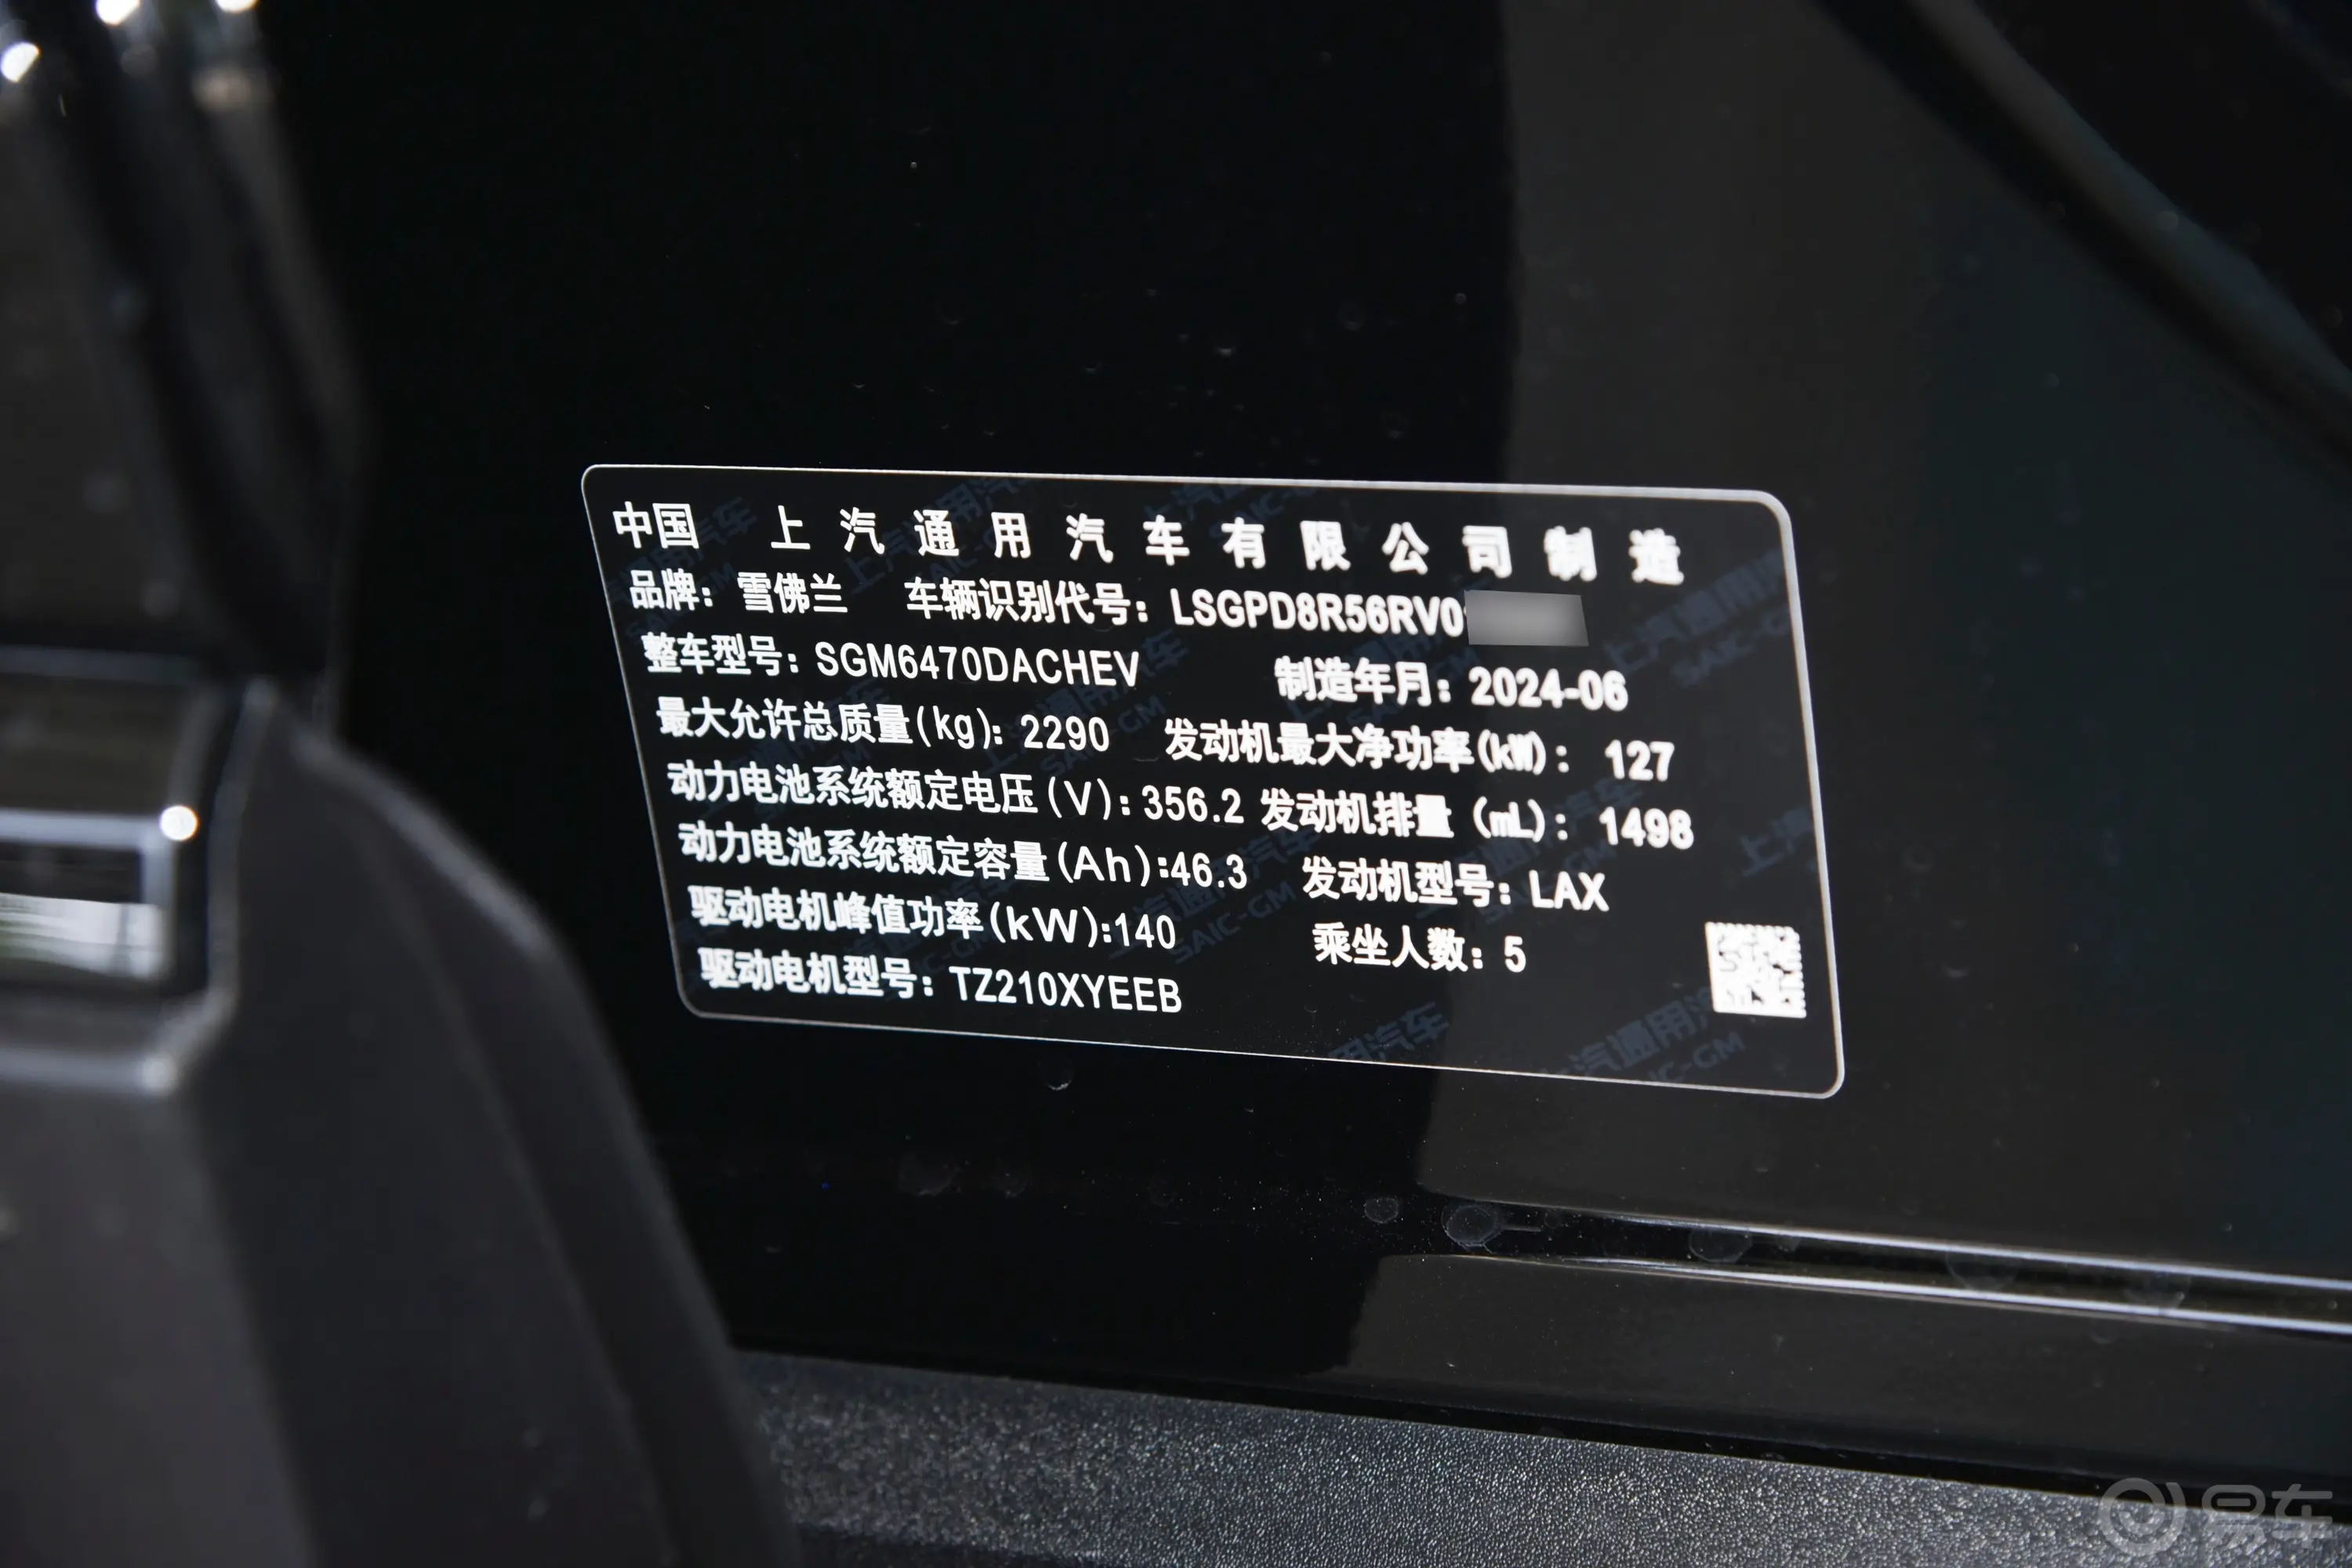 中国 上汽通用汽车有限公司制造
品牌：雪佛兰 车辆识别代号：LSGPD8R56RV0
整车型号：SGM6470DACHEV 制造年月：2024-06
最大允许总质量(kg)：2290 发动机最大净功率(kW)：127
动力电池系统额定电压(V)：356.2 发动机排量(mL)：1498
动力电池系统额定容量(Ah):46.3 发动机型号：LAX
驱动电机峰值功率(kW):140 乘坐人数：5
驱动电机型号：TZ210XYEEB
易车